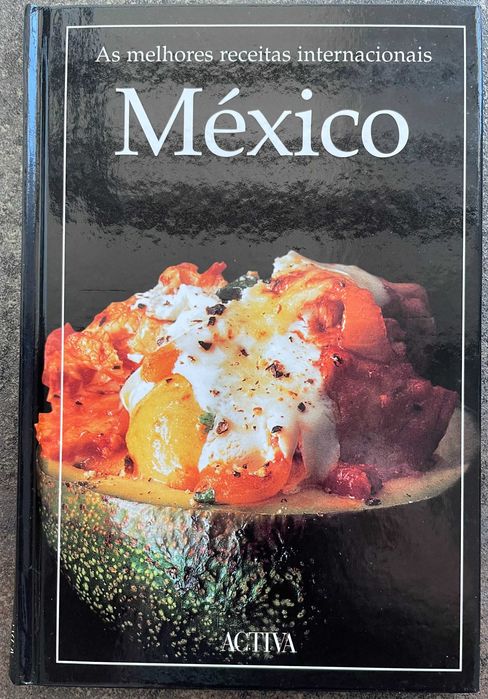 As melhores receitas internacionais
México
ACTIVA